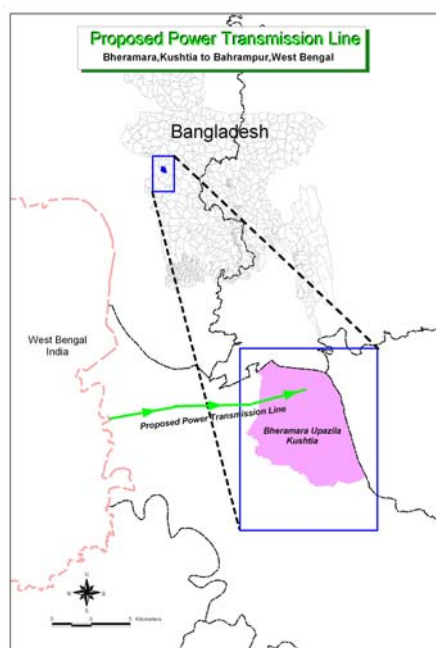 Proposed Power Transmission Line
Bheramara,Kushtia to Bahrampur,West Bengal
Bangladesh
West Bengal
India
Proposed Power Transmission Line
Bheramara Upazila
Kushtia
N
Kilometers